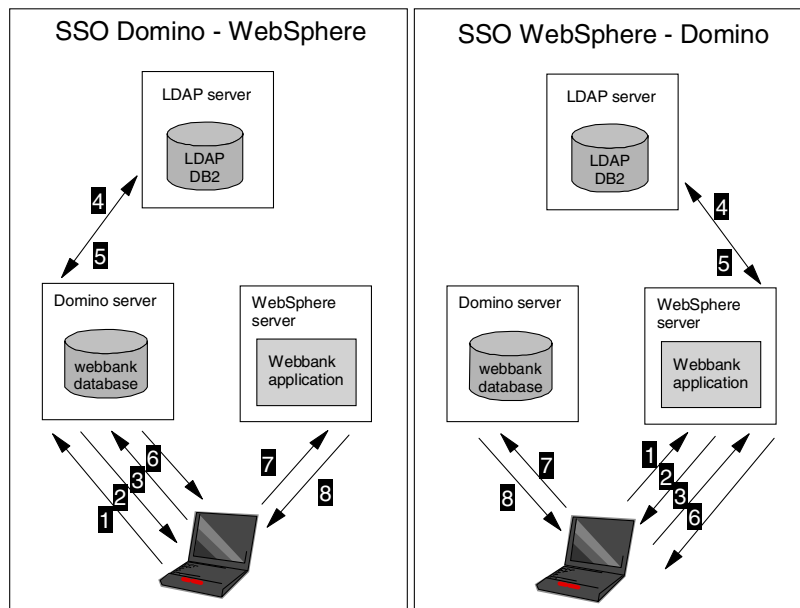 SSO Domino - WebSphere
LDAP server
LDAP
DB2
4
5
Domino server
webbank
database
WebSphere
server
Webbank
application
6
3
2
1
7
8
SSO WebSphere - Domino
LDAP server
LDAP
DB2
4
5
Domino server
webbank
database
WebSphere
server
Webbank
application
7
8
1
2
3
6